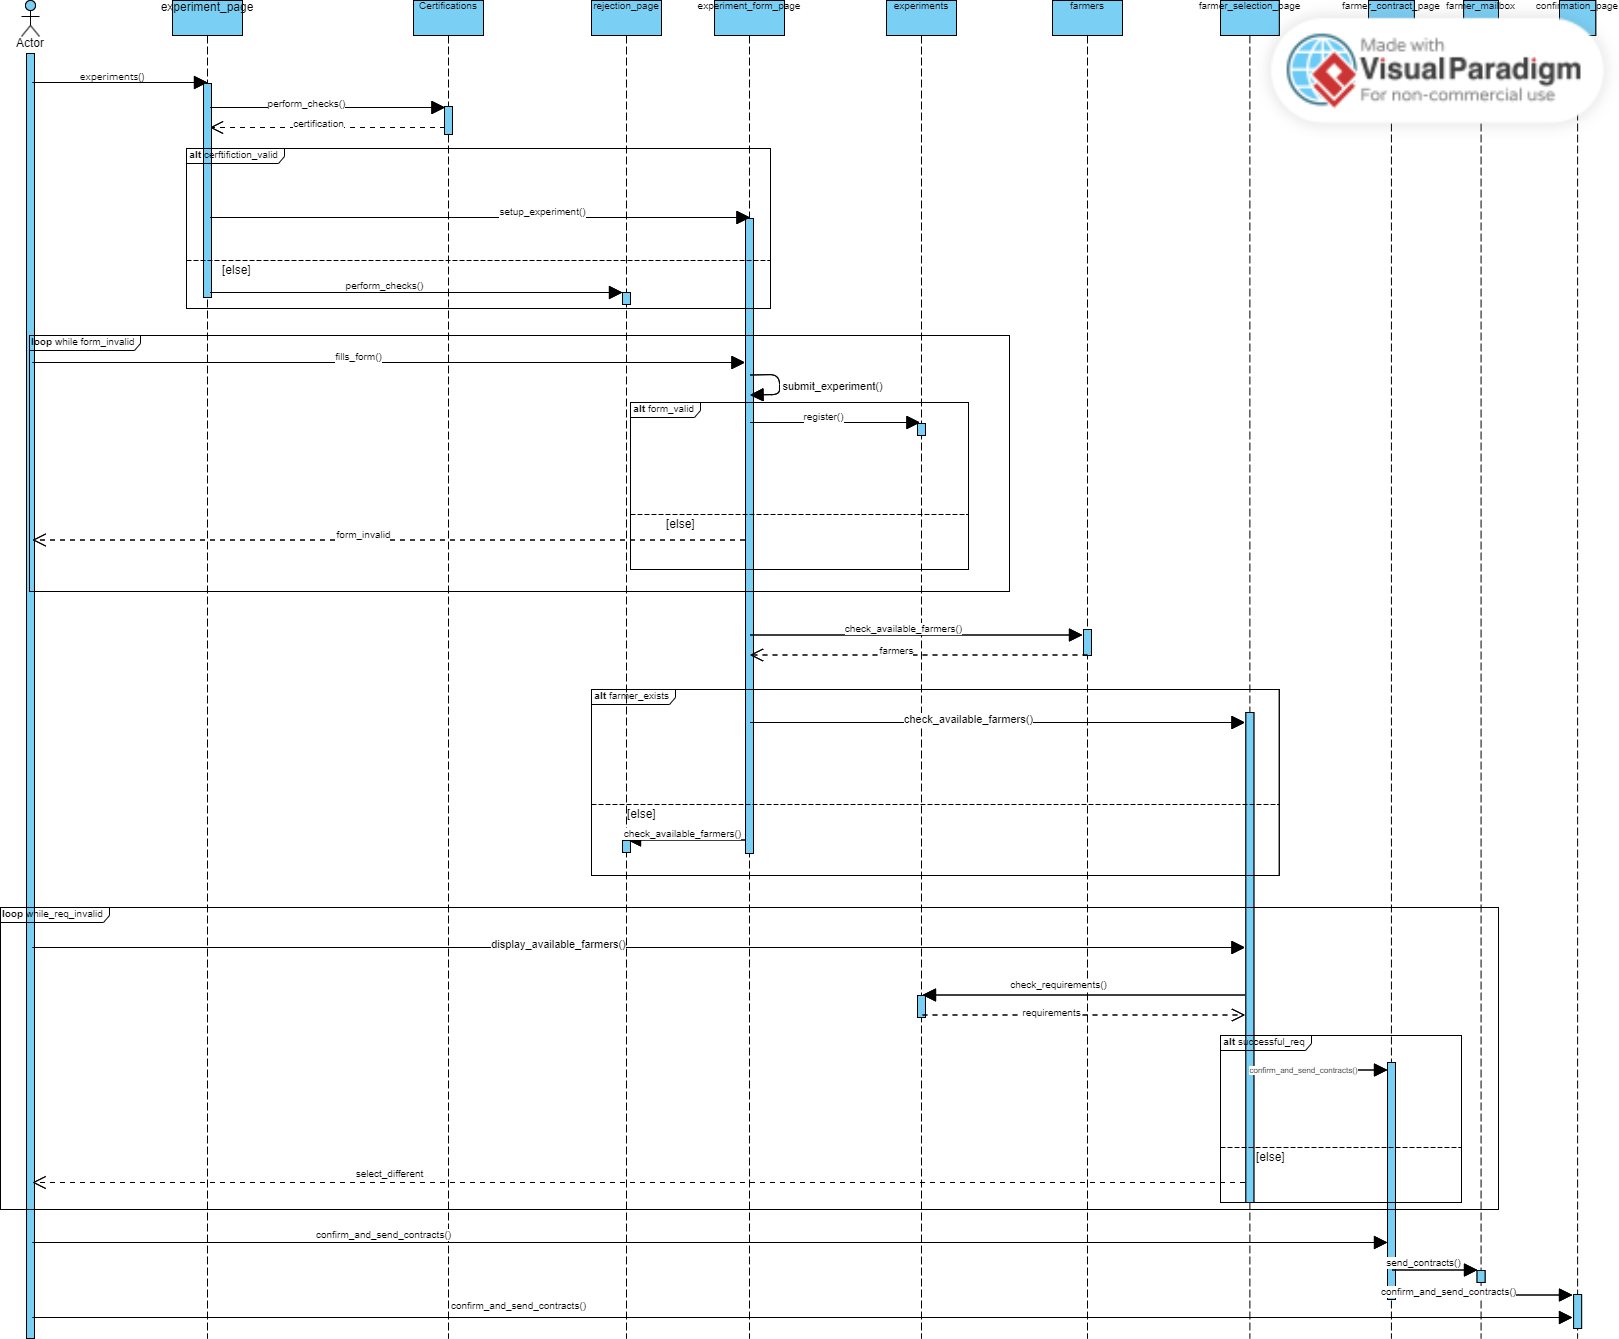 experiment_page
Certifications
rejection_page
experiment_form_page
experiments
farmers
farmer_selection_page
farmer_contract_page
farmer_mailbox
confirmation_page
Actor
Made with
Visual Paradigm
For non-commercial use
experiments()
perform_checks()
certification
alt certtifiction_valid
setup_experiment()
[else]
perform_checks()
loop while form_invalid
fills_form()
submit_experiment()
alt form_valid
register()
[else]
form_invalid
check_available_farmers()
farmers
alt farmer_exists
check_available_farmers()
[else]
check_available_farmers()
loop while_req_invalid
display_available_farmers()
check_requirements()
requirements
alt successful_req
confirm_and_send_contracts()
[else]
select_different
confirm_and_send_contracts()
send_contracts()
confirm_and_send_contracts()
confirm_and_send_contracts()